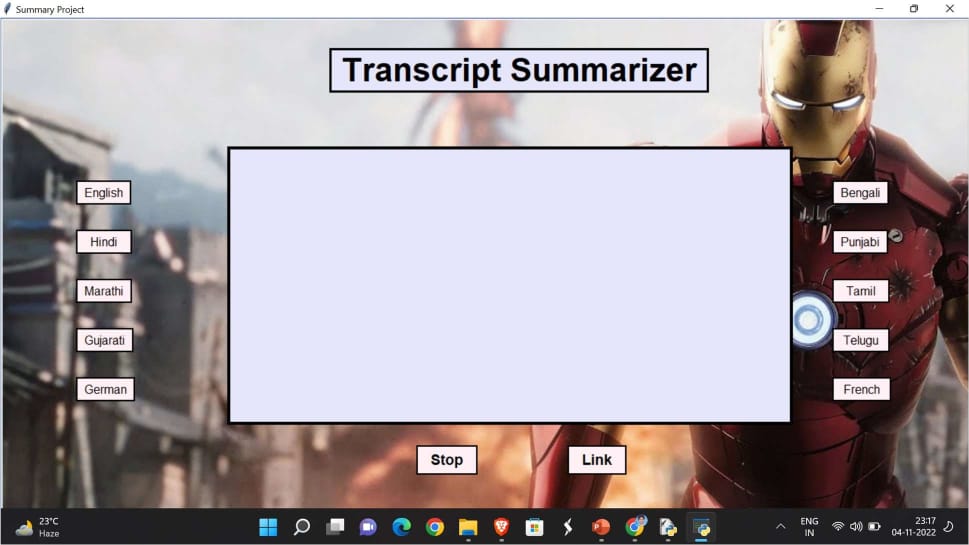 Summary Project
Transcript Summarizer
English
Hindi
Marathi
Gujarati
German
Bengali
Punjabi
Tamil
Telugu
French
Stop
Link
23°C
Haze
ENG
IN
23:17
04-11-2022